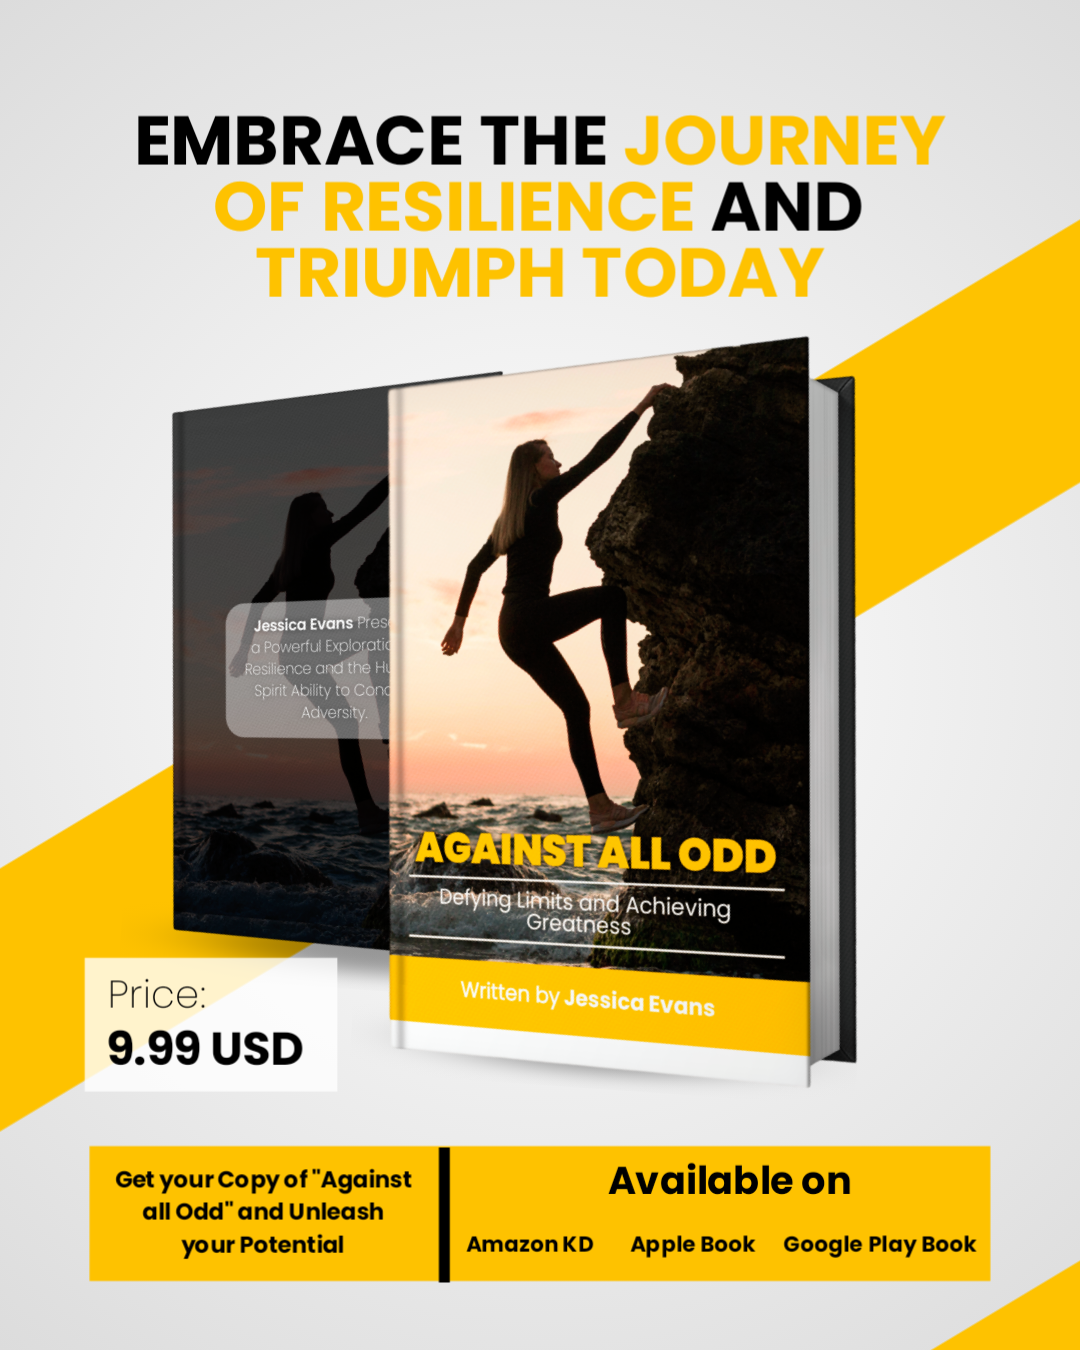 EMBRACE THE JOURNEY
OF RESILIENCE AND
TRIUMPH TODAY
Jessica Evans
a Powerful
Resilience and the
Spirit Ability to
Adversity.
AGAINST ALL ODD
Defying Limits and Achieving
Greatness
Written by Jessica Evans
Price:
9.99 USD
Get your Copy of "Against
all Odd" and Unleash
your Potential
Available on
Amazon KD Apple Book Google Play Book